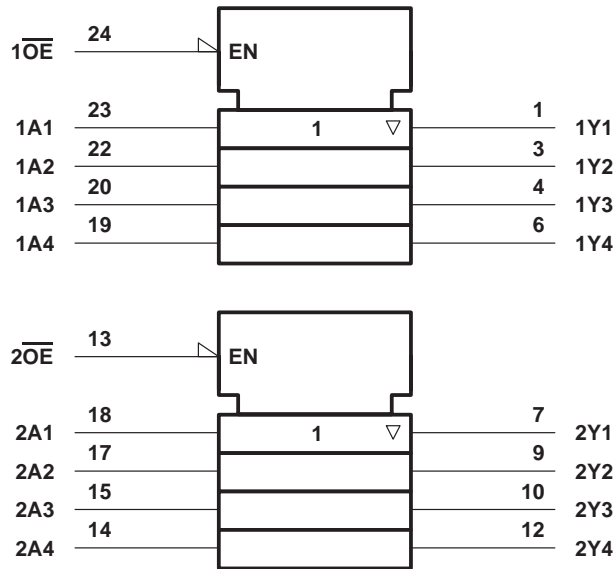 1O̅E̅ 24 EN
1A1 23 1 ▽ 1 1Y1
1A2 22 3 1Y2
1A3 20 4 1Y3
1A4 19 6 1Y4
2O̅E̅ 13 EN
2A1 18 1 ▽ 7 2Y1
2A2 17 9 2Y2
2A3 15 10 2Y3
2A4 14 12 2Y4